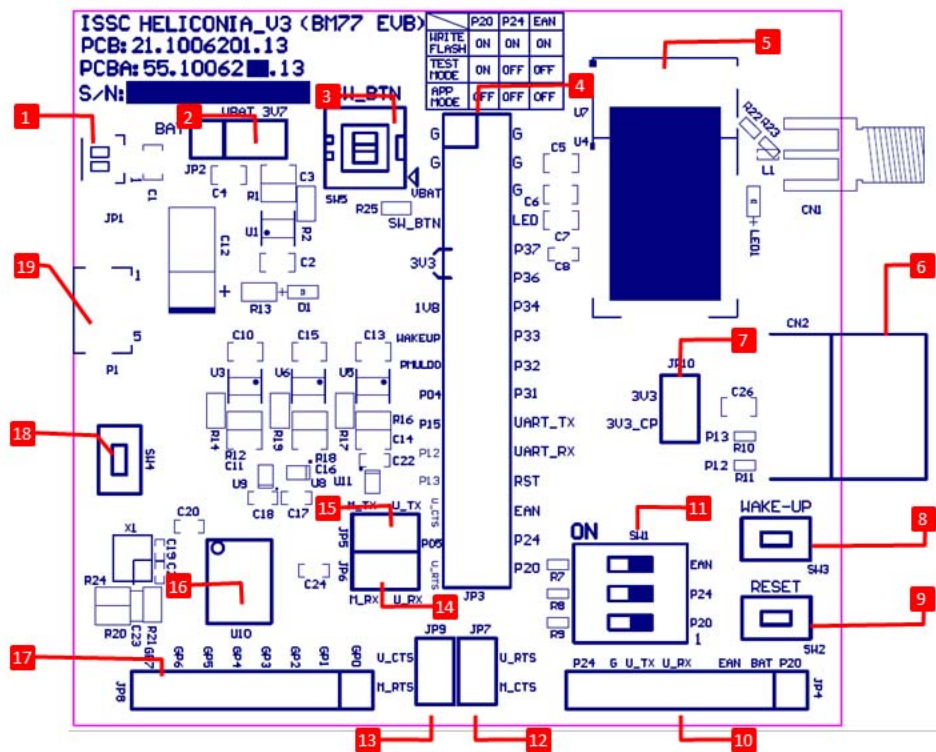 ISSC HELICONIA_V3 (BM77 EVB)
PCB: 21.1006201.13
PCBA: 55.10062 .13
S/N:
P20 P24 EAN
WRITE FLASH ON ON ON
TEST MODE ON OFF OFF
APP MODE OFF OFF OFF
1
2
3
4
5
BAT
VBAT 3V7
SW_BTN
JP2
JP1
C1
C4
R1
C3
R2
U1
C2
C12
+
R13
+
D1
SW5
R25
G
G
VBAT
SW_BTN
3V3
1V8
WAKEUP
PMULDD
P04
P15
P12
P13
U_CTS
P05
U_RTS
G
G
G
LED
P37
P36
P34
P33
P32
P31
UART_TX
UART_RX
RST
EAN
P24
P20
JP3
C5
C6
C7
C8
U7
U4
R22
R23
L1
LED1
+
CN1
6
CN2
7
JP10
3V3
3V3_CP
C26
P13
R10
P12
R11
19
1
5
P1
18
SW4
C10
C15
C13
U3
U6
U5
R14
R12
C11
R19
R18
C16
R17
R16
C14
C22
U9
U8
U11
C18
C17
15
M_TX U_TX
JP5
JP6
M_RX U_RX
14
X1
C20
C19
R24
R20
C23
R21
16
U10
C24
11
ON
SW1
EAN
P24
P20
1
R7
R8
R9
WAKE-UP
8
SW3
RESET
9
SW2
17
GP7 GP6 GP5 GP4 GP3 GP2 GP1 GP0
JP8
JP9
U_CTS
M_RTS
JP7
U_RTS
M_CTS
P24 G U_TX U_RX EAN BAT P20
JP4
13
12
10